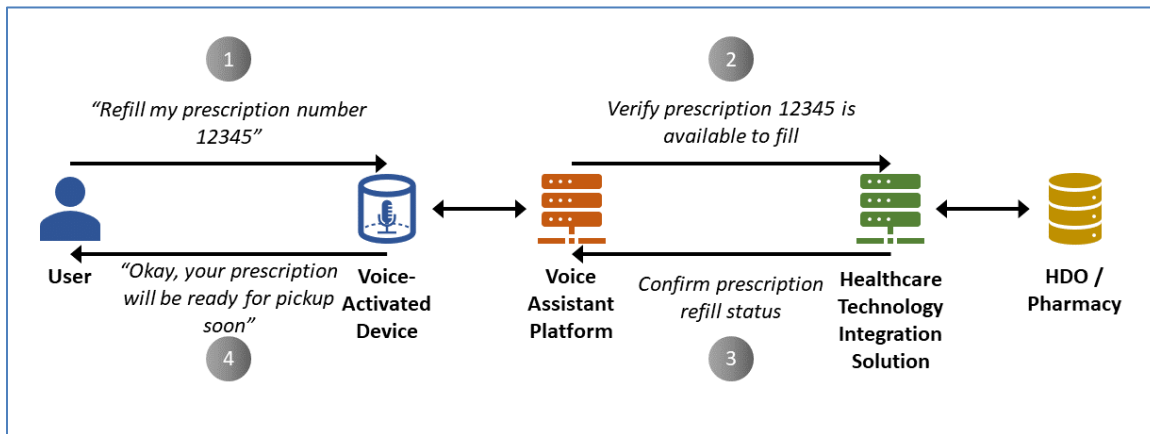 1
2
“Refill my prescription number
12345”
Verify prescription 12345 is
available to fill
User
“Okay, your prescription
will be ready for pickup
soon”
Voice-
Activated
Device
Voice
Assistant
Platform
Confirm prescription
refill status
Healthcare
Technology
Integration
Solution
HDO /
Pharmacy
4
3